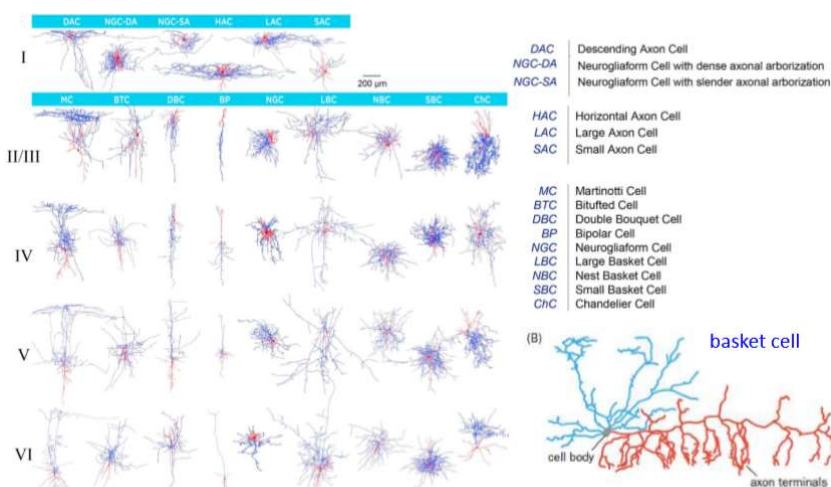 DAC NGC-DA NGC-SA HAC LAC SAC
I
200 μm
MC BTC DBC BP NGC LBC NBC SBC ChC
II/III
IV
V
VI
DAC Descending Axon Cell
NGC-DA Neurogliaform Cell with dense axonal arborization
NGC-SA Neurogliaform Cell with slender axonal arborization
HAC Horizontal Axon Cell
LAC Large Axon Cell
SAC Small Axon Cell
MC Martinotti Cell
BTC Bitufted Cell
DBC Double Bouquet Cell
BP Bipolar Cell
NGC Neurogliaform Cell
LBC Large Basket Cell
NBC Nest Basket Cell
SBC Small Basket Cell
ChC Chandelier Cell
(B) basket cell
cell body
axon terminals